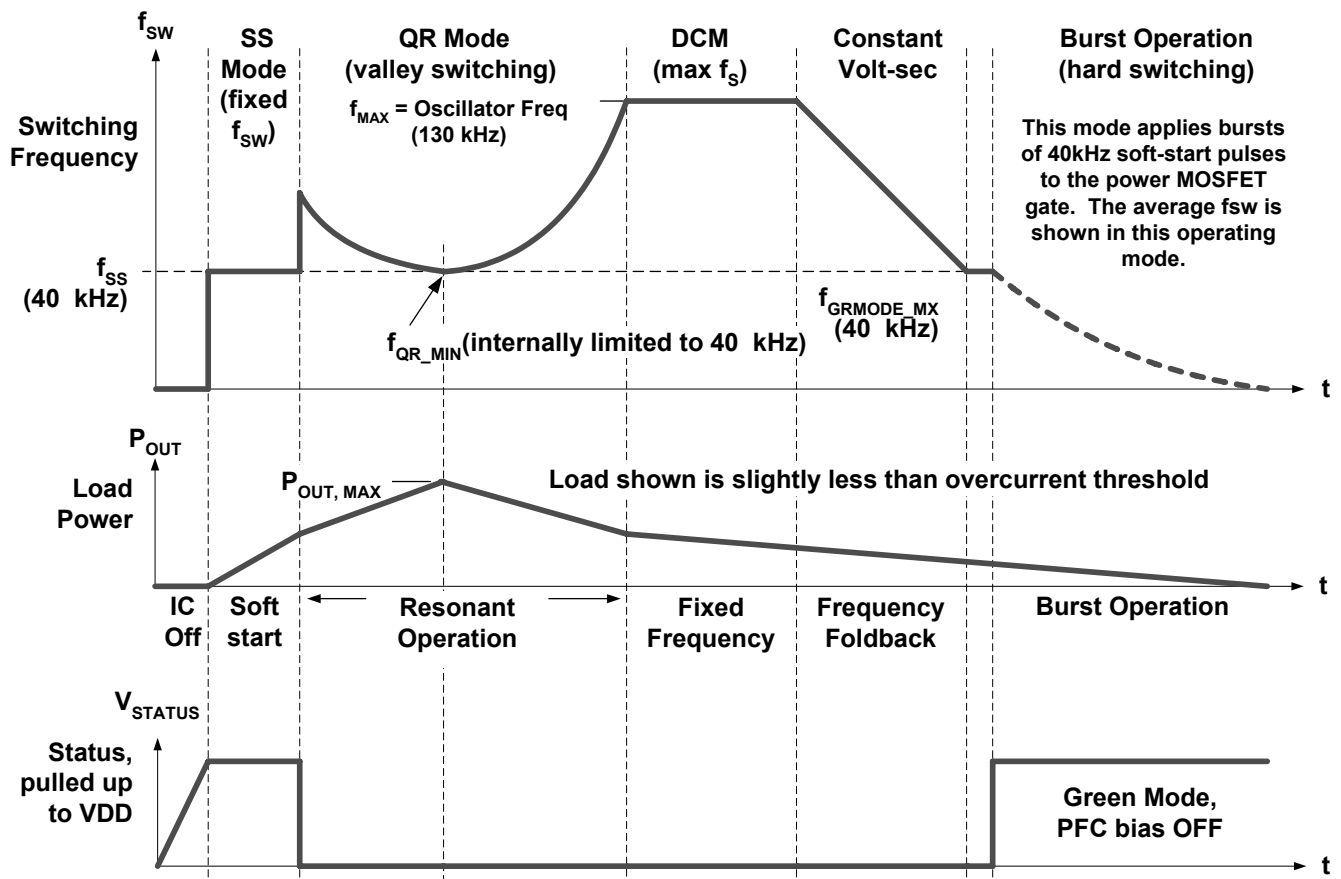 fSW
SS
Mode
(fixed
fSW)
QR Mode
(valley switching)
fMAX = Oscillator Freq
(130 kHz)
DCM
(max fS)
Constant
Volt-sec
Burst Operation
(hard switching)
This mode applies bursts
of 40kHz soft-start pulses
to the power MOSFET
gate. The average fsw is
shown in this operating
mode.
Switching
Frequency
fSS
(40 kHz)
fQR_MIN(internally limited to 40 kHz)
fGRMODE_MX
(40 kHz)
t
POUT
Load
Power
POUT, MAX
Load shown is slightly less than overcurrent threshold
t
IC
Off
Soft
start
Resonant
Operation
Fixed
Frequency
Frequency
Foldback
Burst Operation
VSTATUS
Status,
pulled up
to VDD
Green Mode,
PFC bias OFF
t